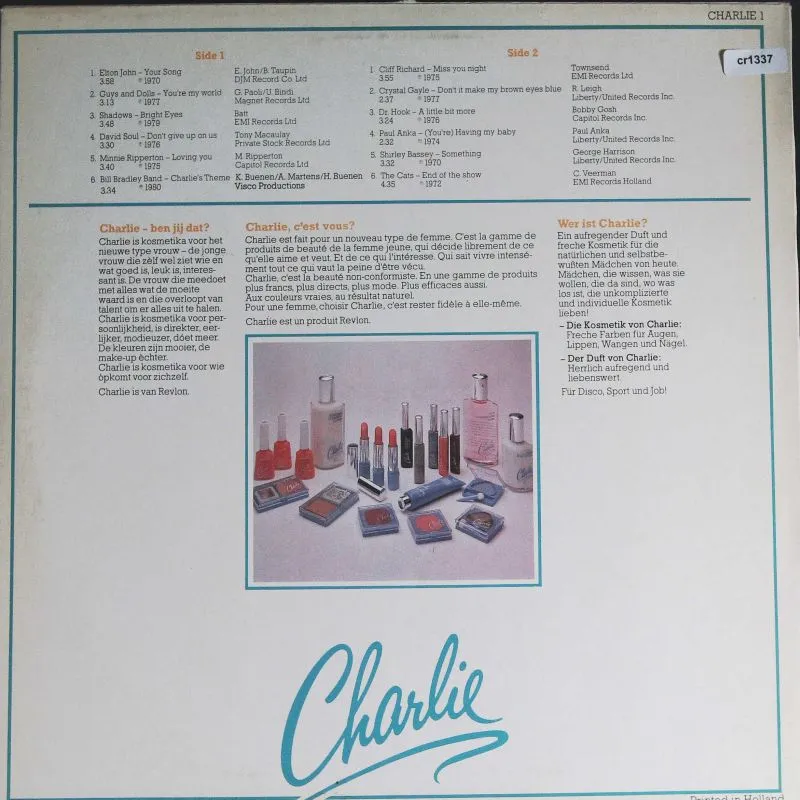 CHARLIE 1
cr1337
Side 1
1. Elton John – Your Song E. John/B. Taupin
3.58 ℗ 1970 DJM Record Co Ltd
2. Guys and Dolls – You're my world G. Paoli/U. Bindi
3.13 ℗ 1977 Magnet Records Ltd
3. Shadows – Bright Eyes Batt
3.48 ℗ 1979 EMI Records Ltd
4. David Soul – Don't give up on us Tony Macaulay
3.30 ℗ 1976 Private Stock Records Ltd
5. Minnie Ripperton – Loving you M. Ripperton
3.40 ℗ 1975 Capitol Records Ltd
6. Bill Bradley Band – Charlie's Theme K. Buenen/A. Martens/H. Buenen
3.34 ℗ 1980 Visco Productions
Side 2
1. Cliff Richard – Miss you night Townsend
3.55 ℗ 1975 EMI Records Ltd
2. Crystal Gayle – Don't it make my brown eyes blue R. Leigh
2.37 ℗ 1977 Liberty/United Records Inc.
3. Dr. Hook – A little bit more Bobby Gosh
3.24 ℗ 1976 Capitol Records Inc.
4. Paul Anka – (You're) Having my baby Paul Anka
2.32 ℗ 1974 Liberty/United Records Inc.
5. Shirley Bassey – Something George Harrison
3.32 ℗ 1970 Liberty/United Records Inc.
6. The Cats – End of the show C. Veerman
4.35 ℗ 1972 EMI Records Holland
Charlie – ben jij dat?
Charlie is kosmetika voor het
nieuwe type vrouw – de jonge
vrouw die zèlf wel ziet wie en
wat goed is, leuk is, interes-
sant is. De vrouw die meedoet
met alles wat de moeite
waard is en die overloopt van
talent om er alles uit te halen.
Charlie is kosmetika voor per-
soonlijkheid, is direkter, eer-
lijker, modieuzer, dóet meer.
De kleuren zijn mooier, de
make-up èchter.
Charlie is kosmetika voor wie
òpkomt voor zichzelf.
Charlie is van Revlon.
Charlie, c'est vous?
Charlie est fait pour un nouveau type de femme. C'est la gamme de
produits de beauté de la femme jeune, qui décide librement de ce
qu'elle aime et veut. Et de ce qui l'intéresse. Qui sait vivre intensé-
ment tout ce qui vaut la peine d'être vécu.
Charlie, c'est la beauté non-conformiste. En une gamme de produits
plus francs, plus directs, plus mode. Plus efficaces aussi.
Aux couleurs vraies, au résultat naturel.
Pour une femme, choisir Charlie, c'est rester fidèle à elle-même.
Charlie est un produit Revlon.
Wer ist Charlie?
Ein aufregender Duft und
freche Kosmetik für die
natürlichen und selbstbe-
wußten Mädchen von heute.
Mädchen, die wissen, was sie
wollen, die da sind, wo was
los ist, die unkomplizierte
und individuelle Kosmetik
lieben!
– Die Kosmetik von Charlie:
Freche Farben für Augen,
Lippen, Wangen und Nägel.
– Der Duft von Charlie:
Herrlich aufregend und
liebenswert.
Für Disco, Sport und Job!
Charlie
Printed in Holland